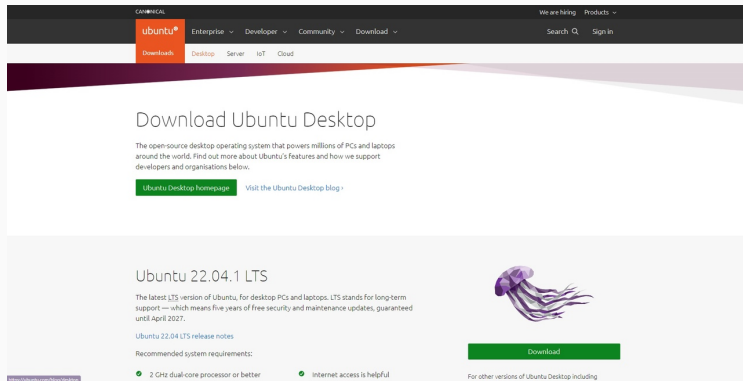 CANONICAL
We are hiring Products
ubuntu® Enterprise Developer Community Download Search Sign in
Downloads Desktop Server IoT Cloud
Download Ubuntu Desktop
The open-source desktop operating system that powers millions of PCs and laptops
around the world. Find out more about Ubuntu's features and how we support
developers and organisations below.
Ubuntu Desktop homepage Visit the Ubuntu Desktop blog ›
Ubuntu 22.04.1 LTS
The latest LTS version of Ubuntu, for desktop PCs and laptops. LTS stands for long-term
support — which means five years of free security and maintenance updates, guaranteed
until April 2027.
Ubuntu 22.04 LTS release notes
Recommended system requirements:
2 GHz dual-core processor or better
Internet access is helpful
Download
For other versions of Ubuntu Desktop including